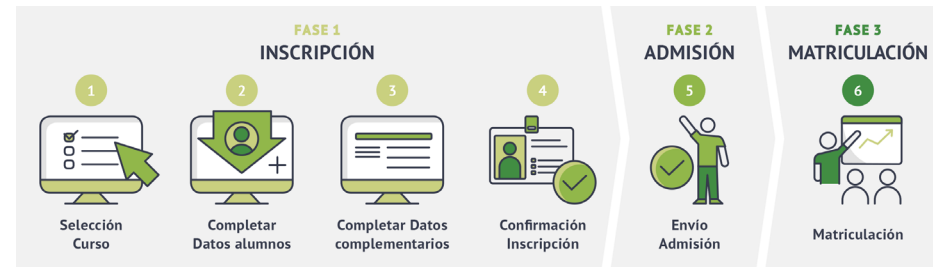 FASE 1
INSCRIPCIÓN
1
Selección
Curso
2
Completar
Datos alumnos
3
Completar Datos
complementarios
4
Confirmación
Inscripción
FASE 2
ADMISIÓN
5
Envío
Admisión
FASE 3
MATRICULACIÓN
6
Matriculación